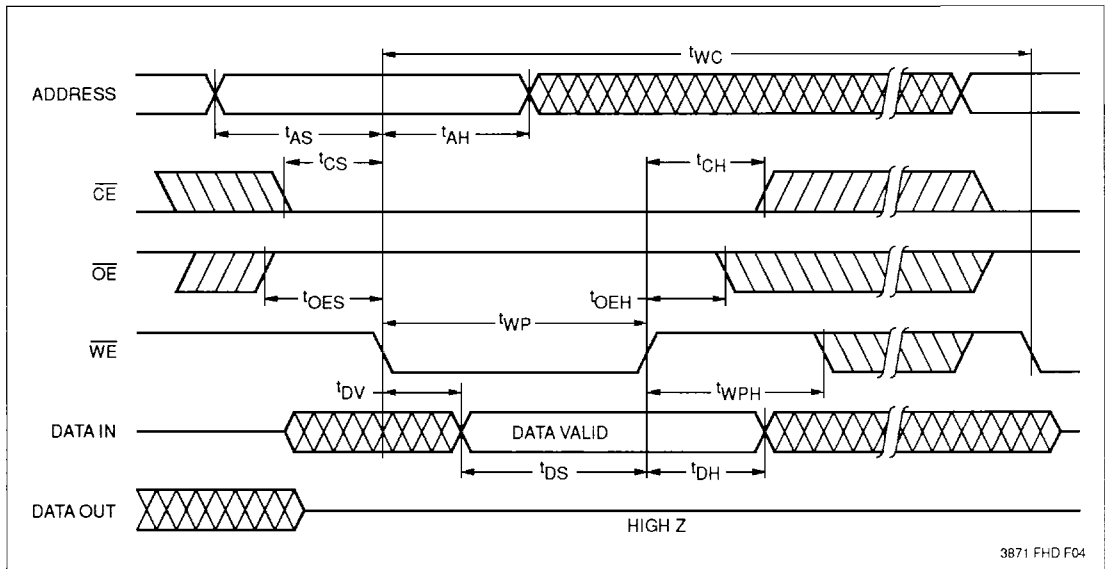 tWC
ADDRESS
tAS
tAH
tCS
tCH
CE
OE
tOES
tOEH
tWP
WE
tDV
tWPH
DATA IN
DATA VALID
tDS
tDH
DATA OUT
HIGH Z
3871 FHD F04